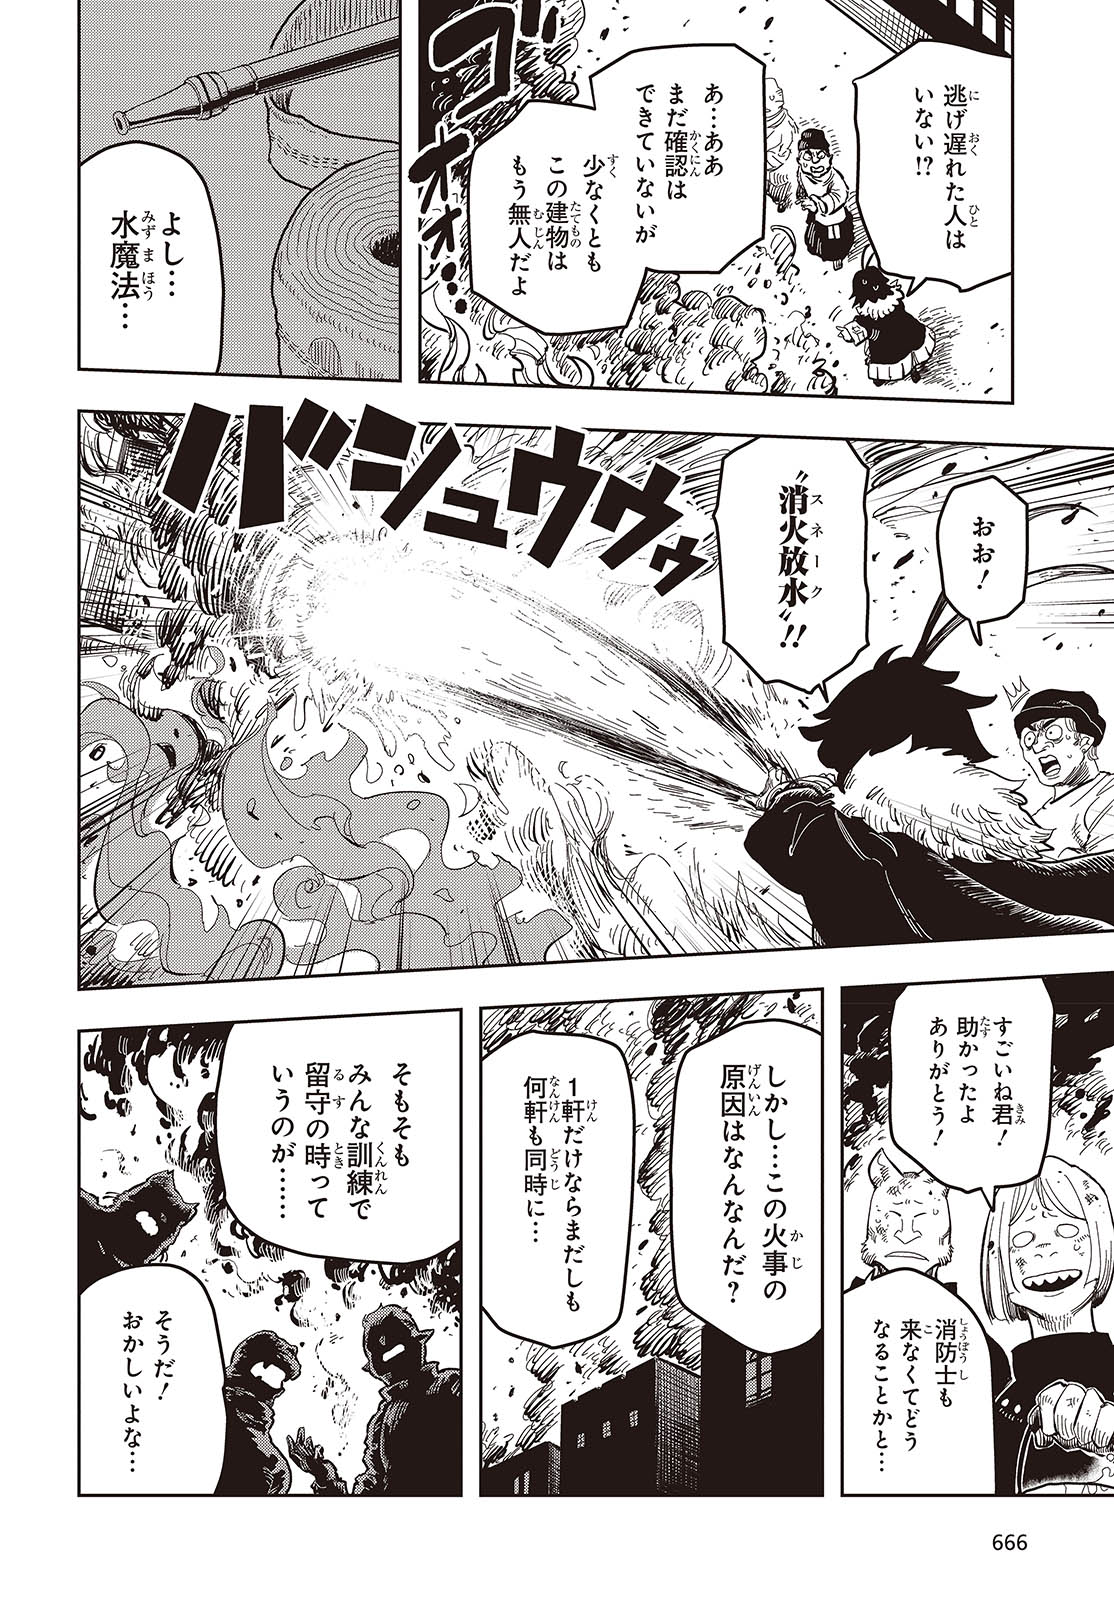 逃げ遅れた人は
いない!?
あ…ああ
まだ確認は
できていないが
少なくとも
この建物は
もう無人だよ
ゴオオオ…
よし…
水魔法…
おお！
〝消火放水〟!!
スネーク
バシュウウゥ
すごいね君！
助かったよ
ありがとう！
消防士も
来なくてどう
なることかと…
しかし…この火事の
原因はなんなんだ？
1軒だけならまだしも
何軒も同時に…
そもそも
みんな訓練で
留守の時って
いうのが……
そうだ！
おかしいよな…
666